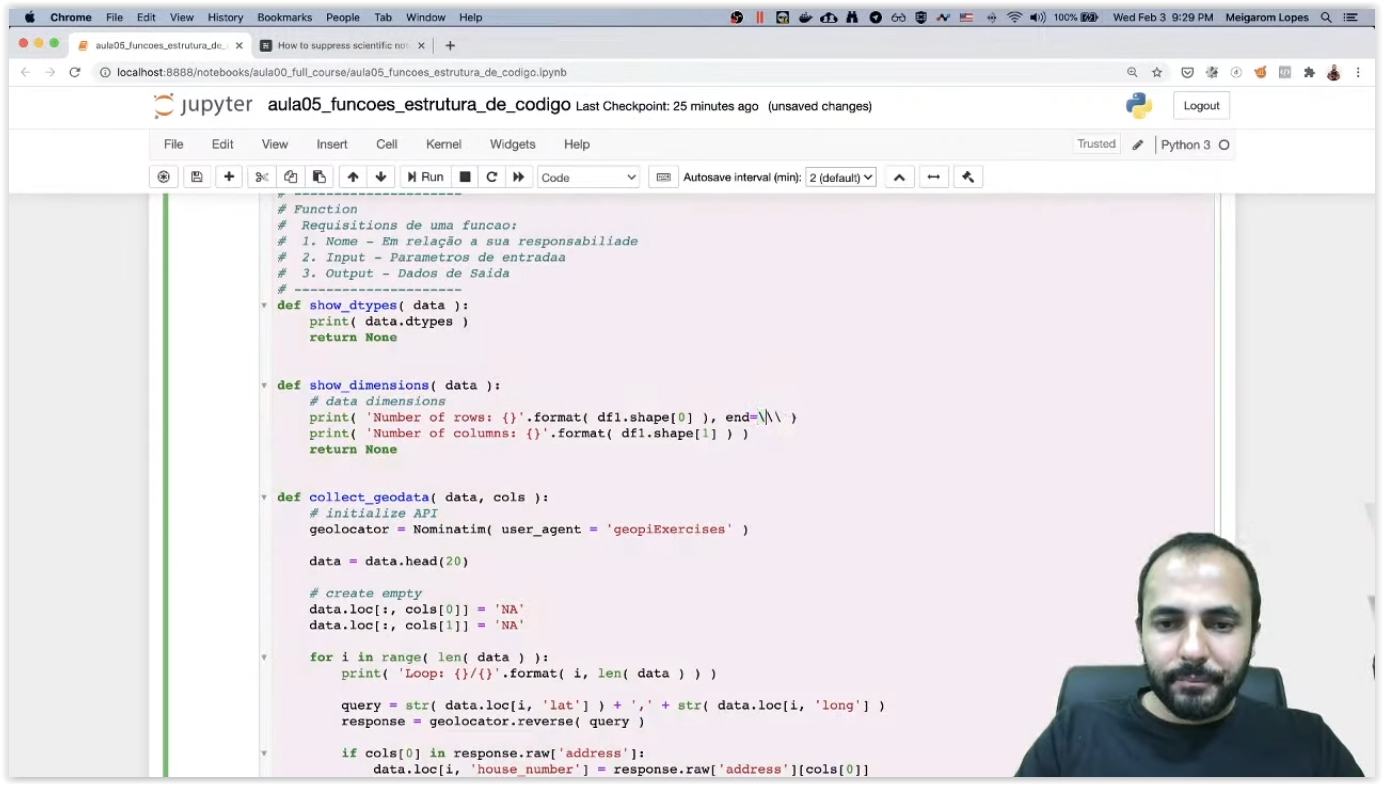 Chrome File Edit View History Bookmarks People Tab Window Help 100% Wed Feb 3 9:29 PM Meigarom Lopes
aula05_funcoes_estrutura_de_ How to suppress scientific not
localhost:8888/notebooks/aula00_full_course/aula05_funcoes_estrutura_de_codigo.ipynb
jupyter aula05_funcoes_estrutura_de_codigo Last Checkpoint: 25 minutes ago (unsaved changes) Logout
File Edit View Insert Cell Kernel Widgets Help Trusted Python 3
Run Code Autosave interval (min): 2 (default)
# ---------------------
# Function
#  Requisitions de uma funcao:
#  1. Nome - Em relação a sua responsabiliade
#  2. Input - Parametros de entradaa
#  3. Output - Dados de Saida
# ---------------------
def show_dtypes( data ):
    print( data.dtypes )
    return None
def show_dimensions( data ):
    # data dimensions
    print( 'Number of rows: {}'.format( df1.shape[0] ), end=\\\ )
    print( 'Number of columns: {}'.format( df1.shape[1] ) )
    return None
def collect_geodata( data, cols ):
    # initialize API
    geolocator = Nominatim( user_agent = 'geopiExercises' )
    data = data.head(20)
    # create empty
    data.loc[:, cols[0]] = 'NA'
    data.loc[:, cols[1]] = 'NA'
    for i in range( len( data ) ):
        print( 'Loop: {}/{}'.format( i, len( data ) ) )
        query = str( data.loc[i, 'lat'] ) + ',' + str( data.loc[i, 'long'] )
        response = geolocator.reverse( query )
        if cols[0] in response.raw['address']:
            data.loc[i, 'house_number'] = response.raw['address'][cols[0]]